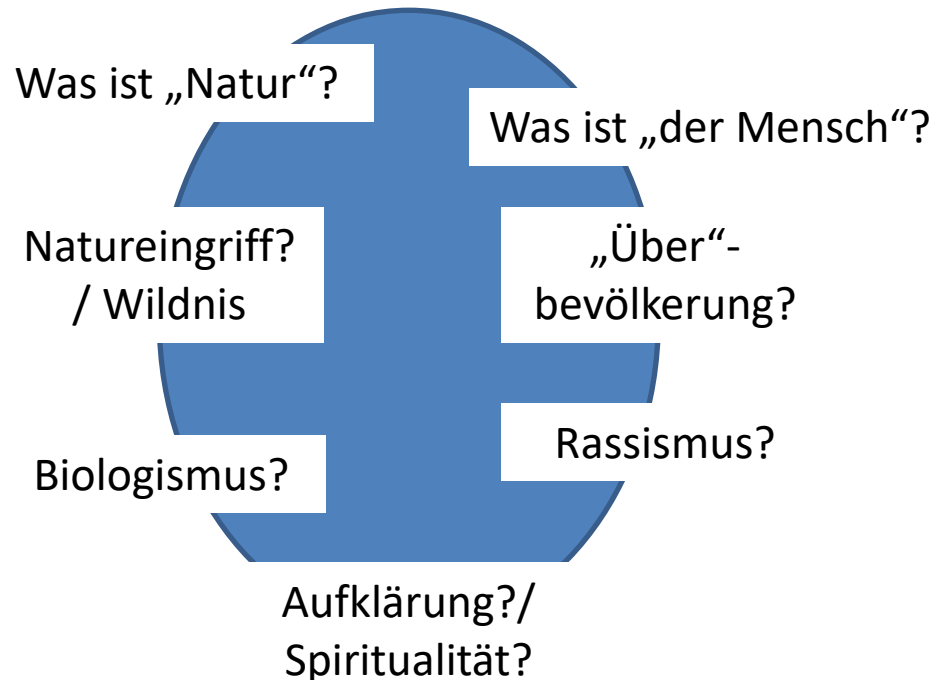 Was ist „Natur“?
Was ist „der Mensch“?
Natureingriff?
/ Wildnis
„Über“-
bevölkerung?
Biologismus?
Rassismus?
Aufklärung?/
Spiritualität?